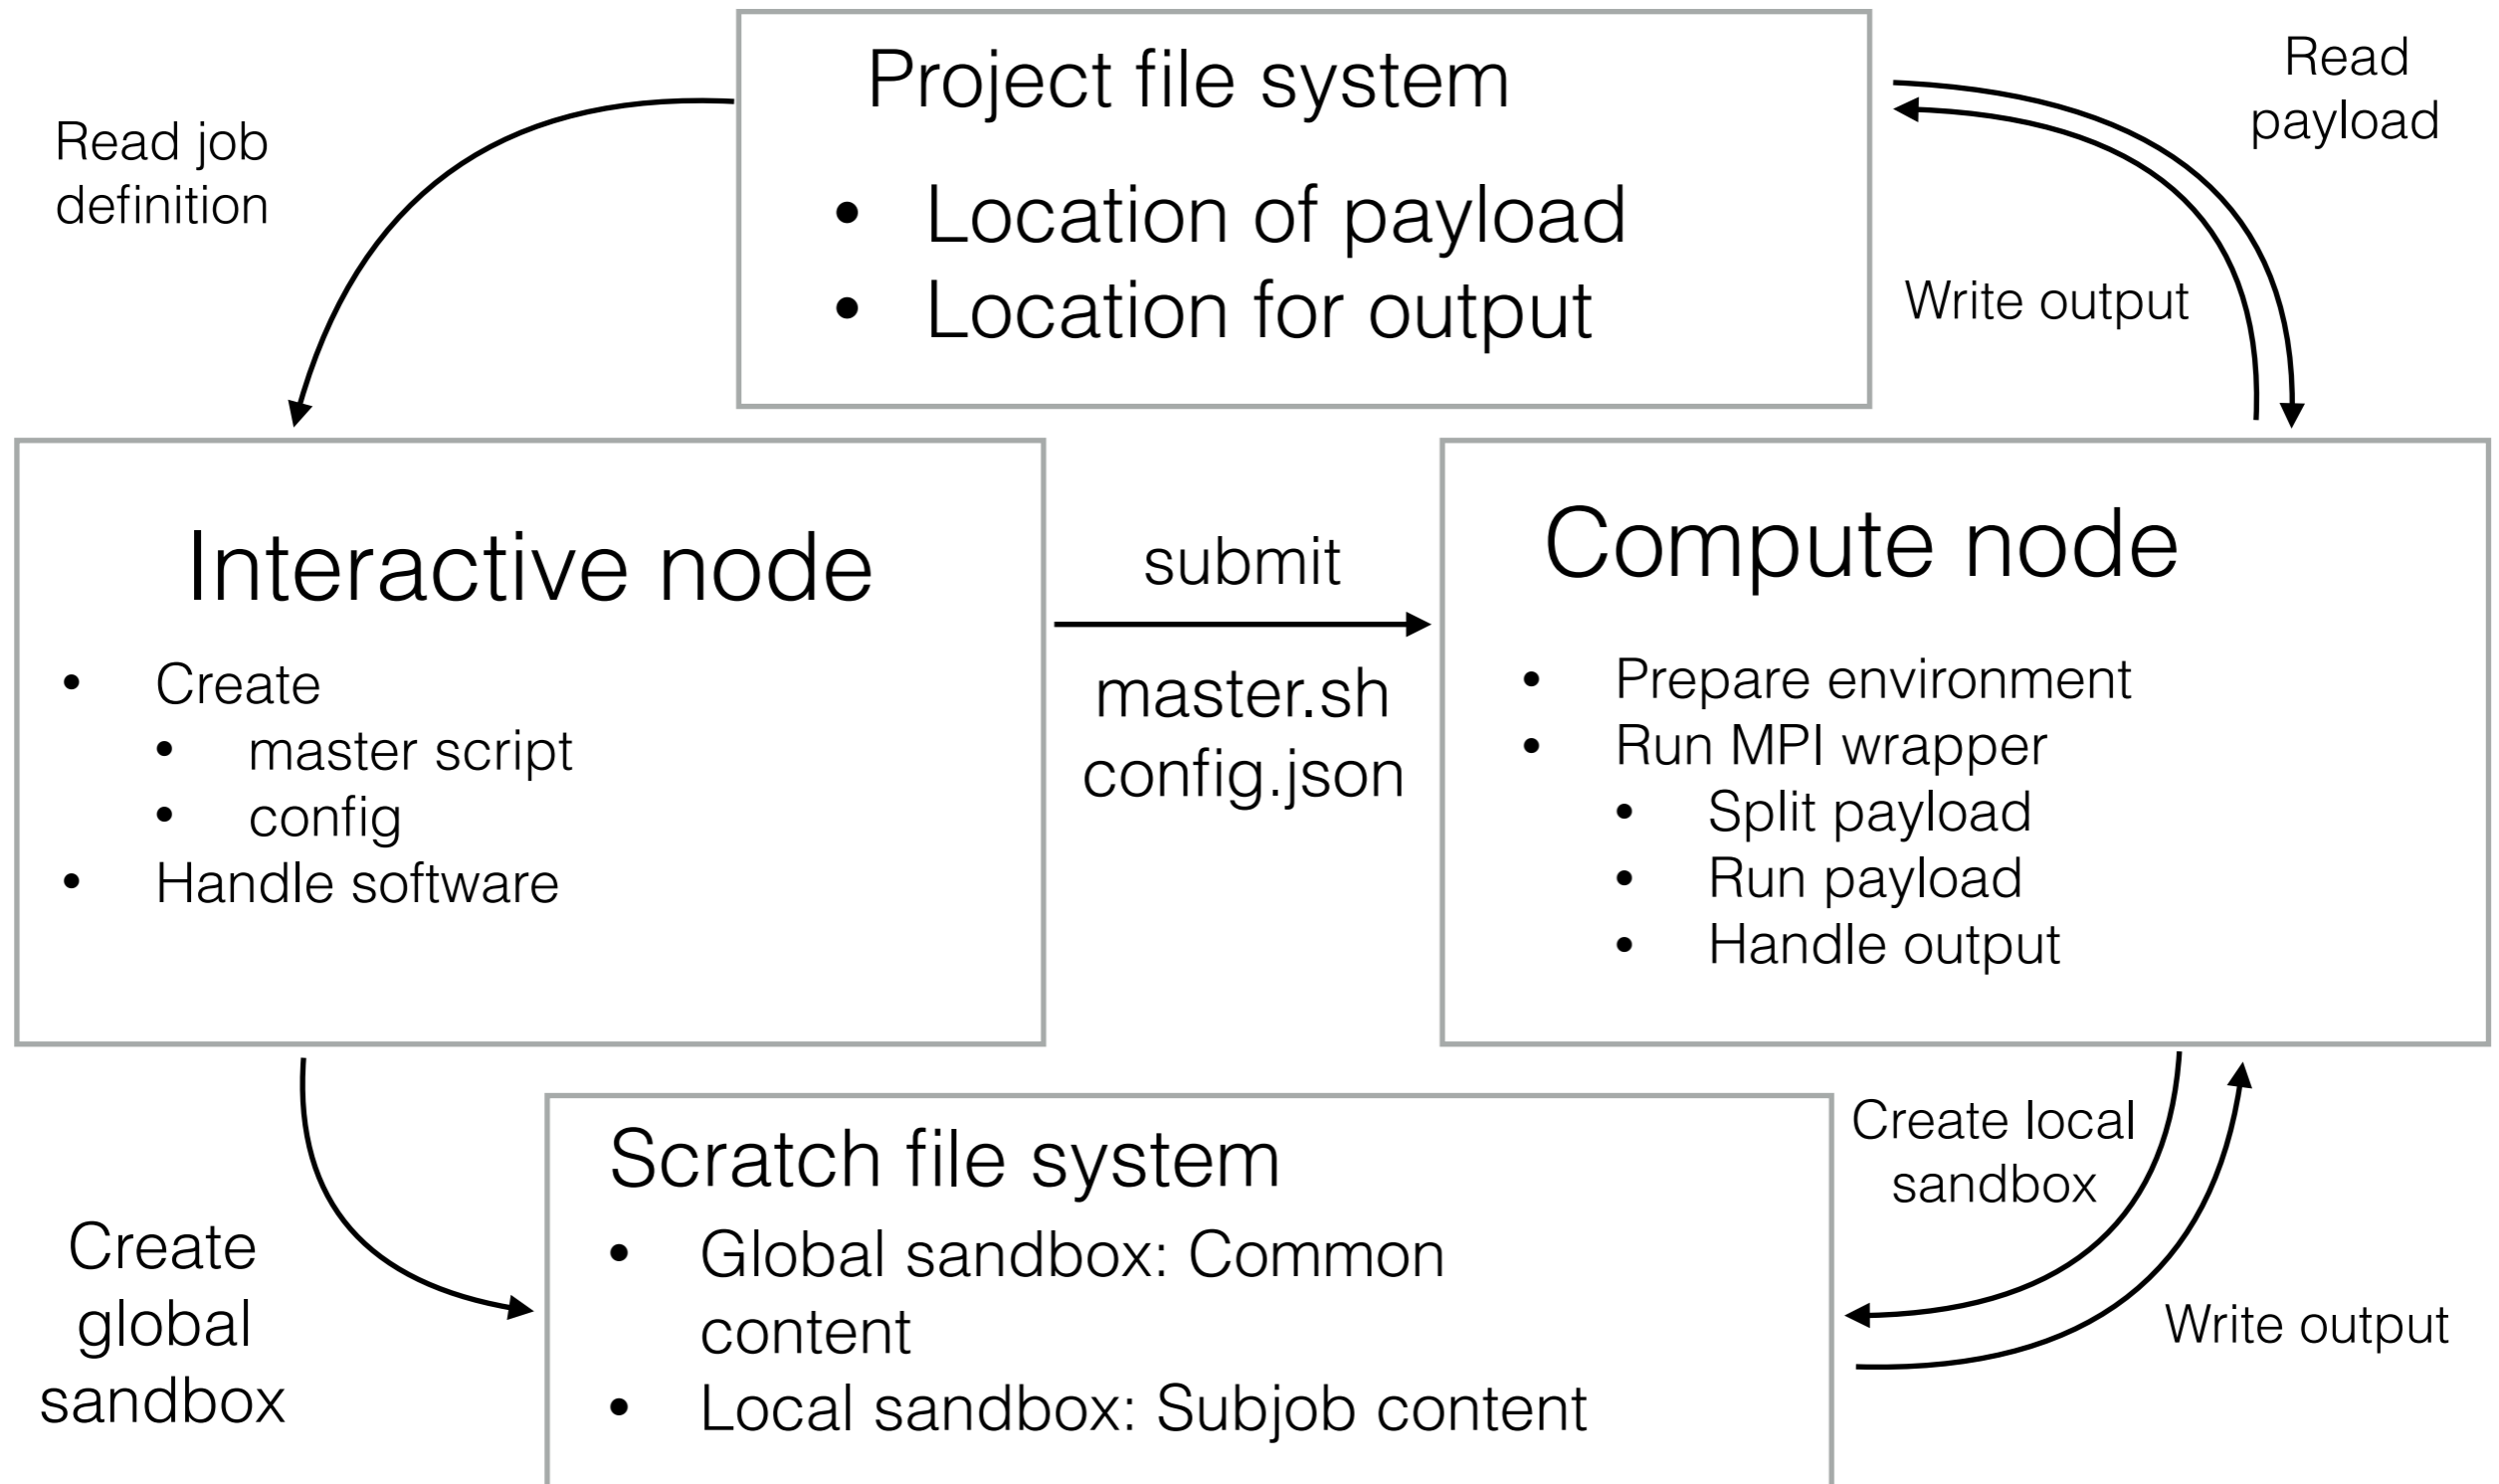 Project file system
• Location of payload
• Location for output
Read job
definition
Read
payload
Write output
Interactive node
• Create
• master script
• config
• Handle software
submit
master.sh
config.json
Compute node
• Prepare environment
• Run MPI wrapper
• Split payload
• Run payload
• Handle output
Create
global
sandbox
Scratch file system
• Global sandbox: Common
content
• Local sandbox: Subjob content
Create local
sandbox
Write output